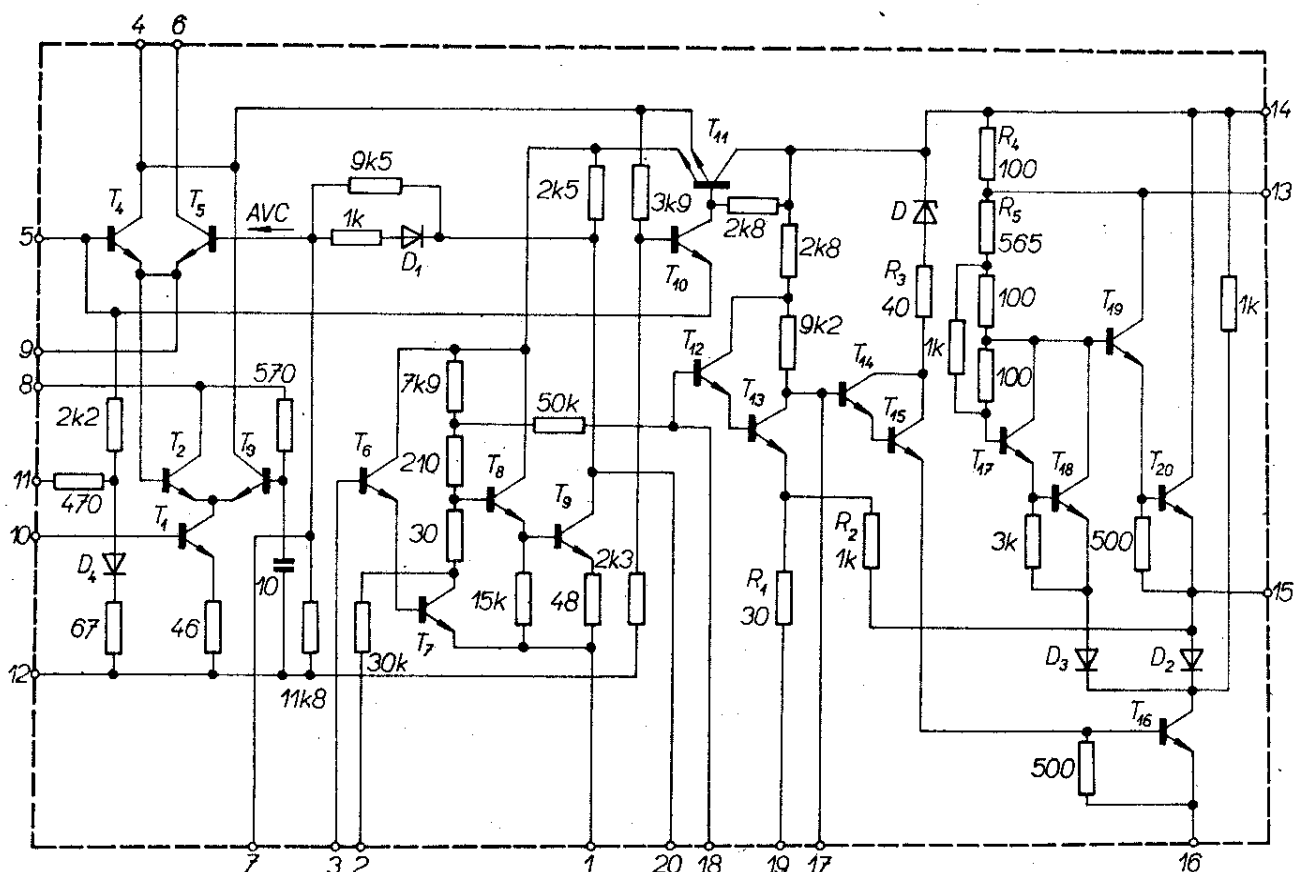 4 6
14
T11
R4
100
9k5
2k5
3k9
2k8
13
T4 T5
AVC
1k
D
R5
565
5
D1
T10
2k8
R3
40
100
T19
1k
9
9k2
T12
T14
1k
8
570
7k9
T13
100
2k2
50k
T15
T2 T9
T6
210
T8
T17
T18
T20
11
470
T9
T1
30
R2
1k
3k
500
10
2k3
D4
10
15k
48
R1
30
15
67
46
T7
D3
D2
12
30k
11k8
T16
500
7 3 2 1 20 18 19 17 16